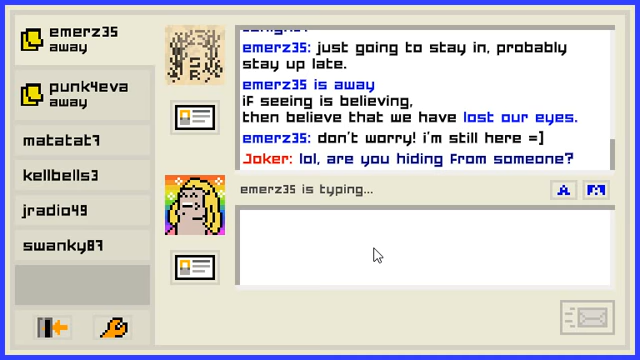 emerz35
away
punk4eva
away
matatat7
kellbells3
jradio49
swanky87
emerz35: just going to stay in, probably
stay up late.
emerz35 is away
if seeing is believing,
then believe that we have lost our eyes.
emerz35: don't worry! i'm still here =]
Joker: lol, are you hiding from someone?
emerz35 is typing...
A